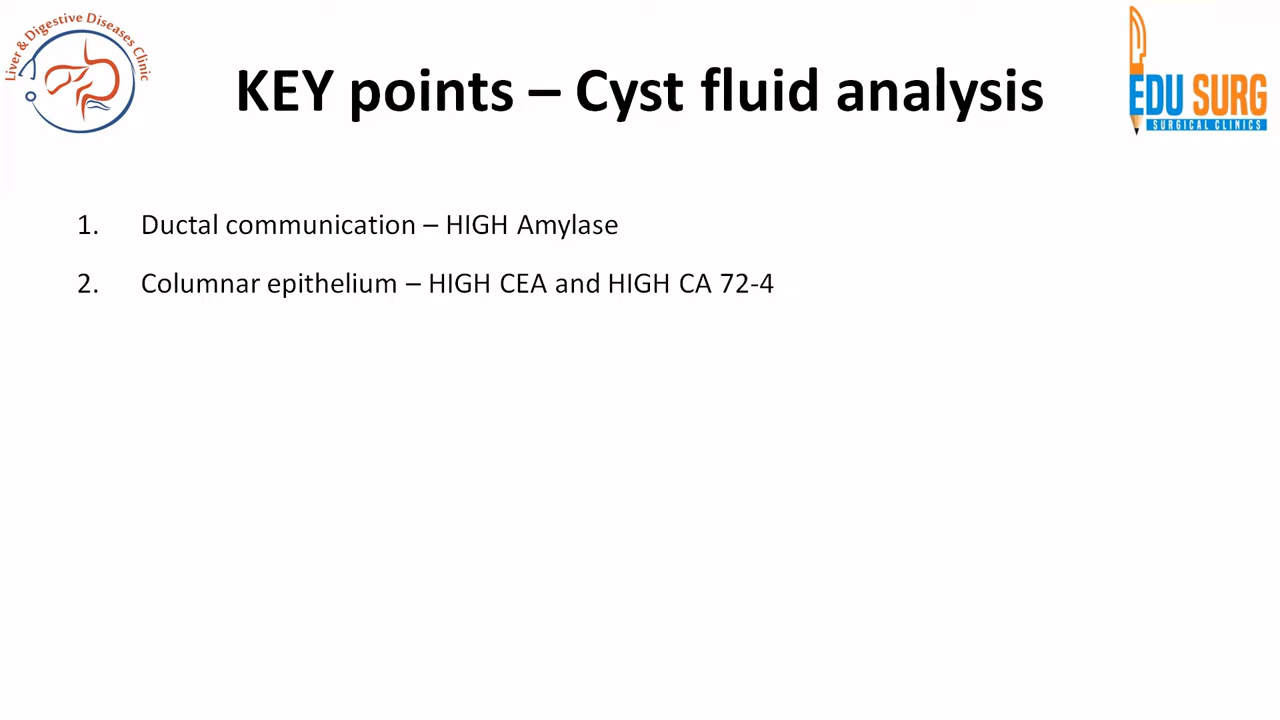 Liver & Digestive Diseases Clinic
KEY points – Cyst fluid analysis
EDU SURG
SURGICAL CLINICS
1. Ductal communication – HIGH Amylase
2. Columnar epithelium – HIGH CEA and HIGH CA 72-4